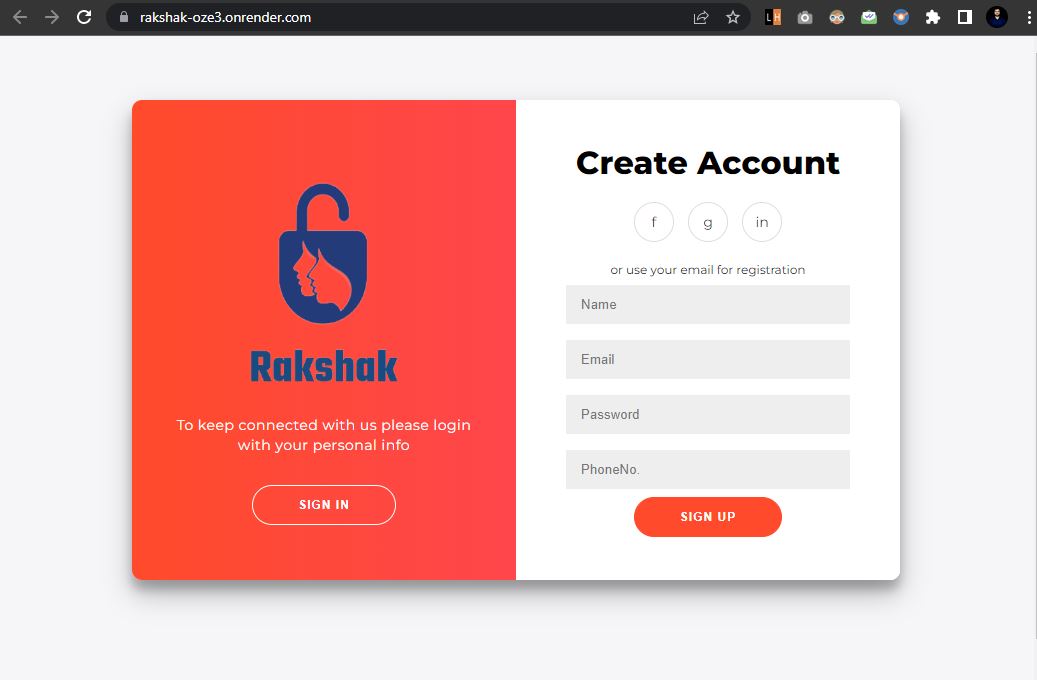 rakshak-oze3.onrender.com
LH
Rakshak
To keep connected with us please login
with your personal info
SIGN IN
Create Account
f g in
or use your email for registration
Name
Email
Password
PhoneNo.
SIGN UP